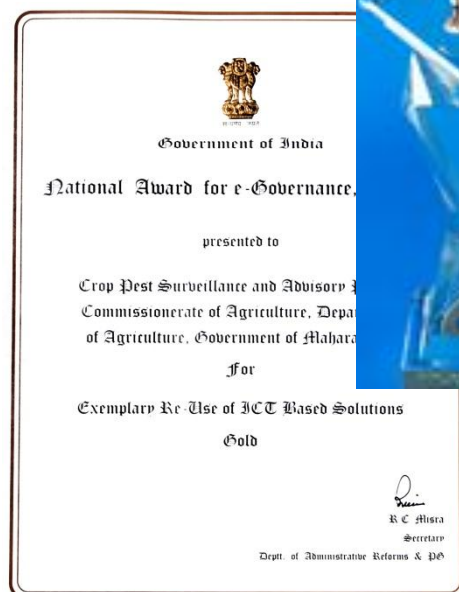 Government of India
National Award for e-Governance,
presented to
Crop Pest Surveillance and Advisory
Commissionerate of Agriculture,
of Agriculture, Government of
For
Exemplary Re-Use of ICT Based Solutions
Gold
R C Misra
Secretary
Deptt. of Administrative Reforms & PG